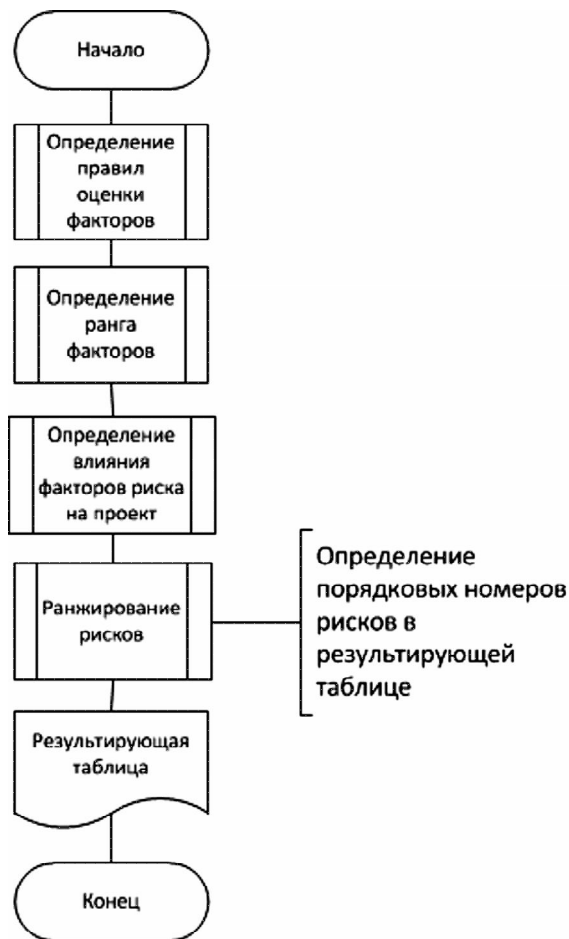 Начало
Определение
правил
оценки
факторов
Определение
ранга
факторов
Определение
влияния
факторов риска
на проект
Ранжирование
рисков
Определение
порядковых номеров
рисков в
результирующей
таблице
Результирующая
таблица
Конец